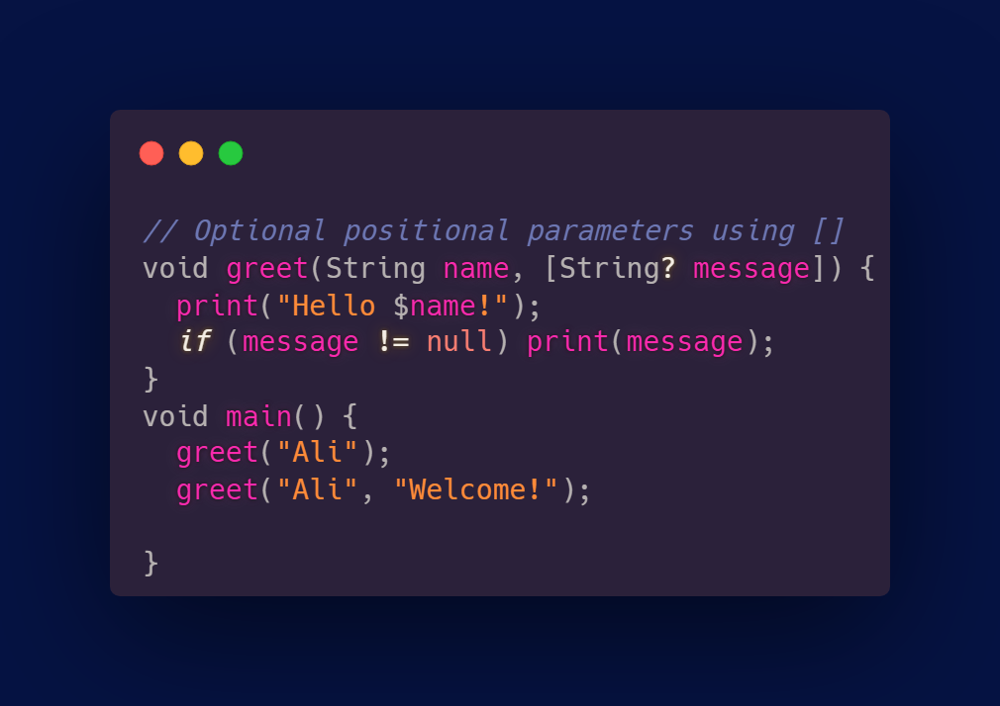 // Optional positional parameters using []
void greet(String name, [String? message]) {
  print("Hello $name!");
  if (message != null) print(message);
}
void main() {
  greet("Ali");
  greet("Ali", "Welcome!");
}